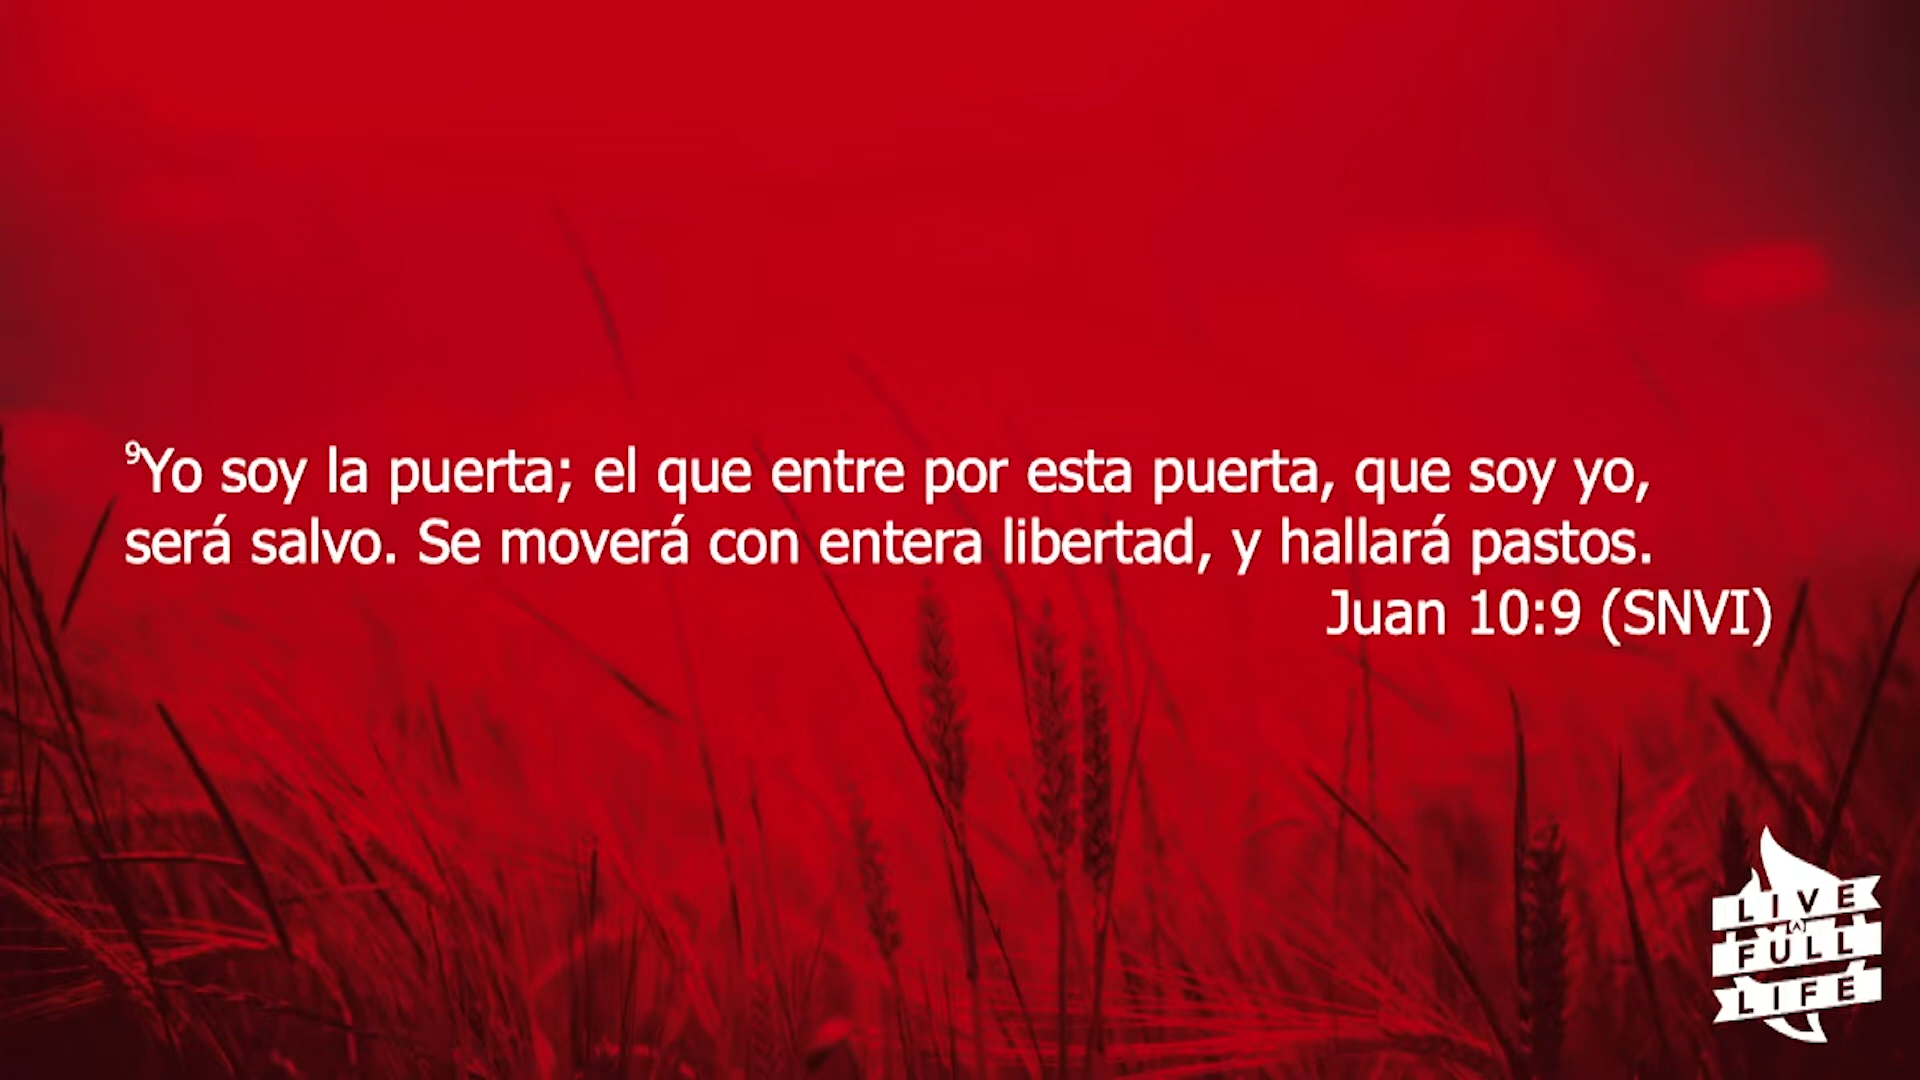 ⁹Yo soy la puerta; el que entre por esta puerta, que soy yo,
será salvo. Se moverá con entera libertad, y hallará pastos.
Juan 10:9 (SNVI)
LIVE
A
FULL
LIFE